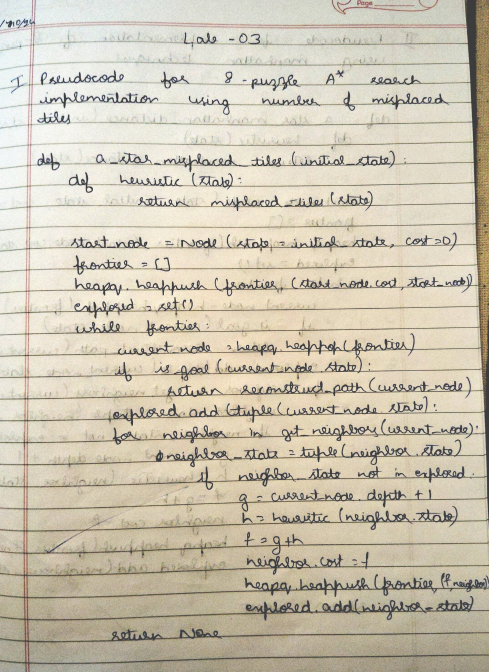 Page
Lab - 03
I Pseudocode for 8-puzzle A* search
implementation using number of misplaced
tiles
def a_star_misplaced_tiles (initial_state):
def heuristic (state):
return misplaced_tiles (state)
start_node = Node (state = initial_state, cost=0)
frontier = []
heapq.heappush (frontier, (start_node.cost, start_node))
explored = set()
while frontier:
current_node = heapq.heappop(frontier)
if is_goal (current_node.state):
return reconstruct_path (current_node)
explored.add (tuple (current_node.state):
for neighbor in get_neighbors (current_node):
neighbor_state = tuple (neighbor.state)
if neighbor_state not in explored.
g = current_node.depth + 1
h = heuristic (neighbor.state)
f = g+h
neighbor.cost = f
heapq.heappush (frontier, (f, neighbor))
explored.add (neighbor_state)
return None